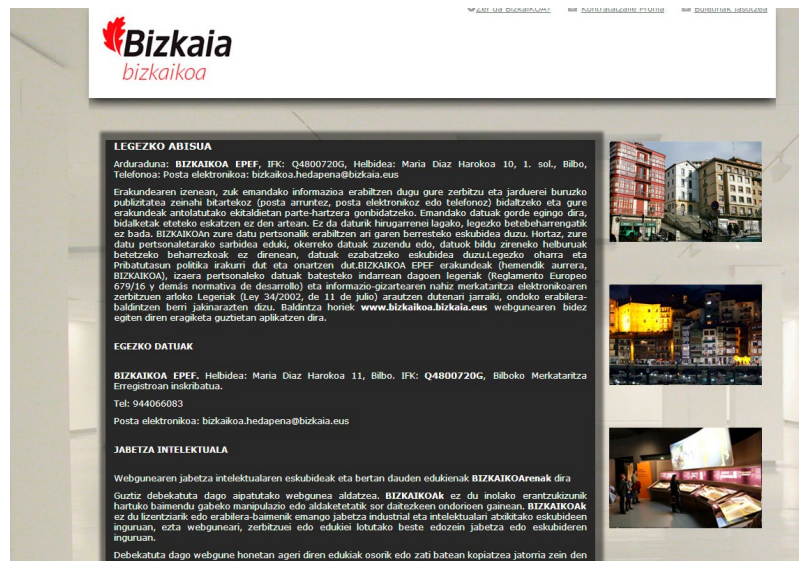 Zer da BizkaiKOA?
Kontratatzaile Profila
Buletinak jasotzea
Bizkaia
bizkaikoa
LEGEZKO ABISUA
Arduraduna: BIZKAIKOA EPEF, IFK: Q4800720G, Helbidea: Maria Diaz Harokoa 10, 1. sol., Bilbo,
Telefonoa: Posta elektronikoa: bizkaikoa.hedapena@bizkaia.eus
Erakundearen izenean, zuk emandako informazioa erabiltzen dugu gure zerbitzu eta jarduerei buruzko
publizitatea zeinahi bitartekoz (posta arruntez, posta elektronikoz edo telefonoz) bidaltzeko eta gure
erakundeak antolatutako ekitaldietan parte-hartzera gonbidatzeko. Emandako datuak gorde egingo dira,
bidalketak eteteko eskatzen ez den artean. Ez da daturik hirugarrenei lagako, legezko betebeharrengatik
ez bada. BIZKAIKOAn zure datu pertsonalik erabiltzen ari garen berresteko eskubidea duzu. Hortaz, zure
datu pertsonaletarako sarbidea eduki, okerreko datuak zuzendu edo, datuok bildu zireneko helburuak
betetzeko beharrezkoak ez direnean, datuak ezabatzeko eskubidea duzu.Legezko oharra eta
Pribatutasun politika irakurri dut eta onartzen dut.BIZKAIKOA EPEF erakundeak (hemendik aurrera,
BIZKAIKOA), izaera pertsonaleko datuak babesteko indarrean dagoen legeriak (Reglamento Europeo
679/16 y demás normativa de desarrollo) eta informazio-gizartearen nahiz merkataritza elektronikoaren
zerbitzuen arloko Legeriak (Ley 34/2002, de 11 de julio) arautzen dutenari jarraiki, ondoko erabilera-
baldintzen berri jakinarazten dizu. Baldintza horiek www.bizkaikoa.bizkaia.eus webgunearen bidez
egiten diren eragiketa guztietan aplikatzen dira.
EGEZKO DATUAK
BIZKAIKOA EPEF. Helbidea: Maria Diaz Harokoa 11, Bilbo. IFK: Q4800720G, Bilboko Merkataritza
Erregistroan inskribatua.
Tel: 944066083
Posta elektronikoa: bizkaikoa.hedapena@bizkaia.eus
JABETZA INTELEKTUALA
Webgunearen jabetza intelektualaren eskubideak eta bertan dauden edukienak BIZKAIKOArenak dira
Guztiz debekatuta dago aipatutako webgunea aldatzea. BIZKAIKOAk ez du inolako erantzukizunik
hartuko baimendu gabeko manipulazio edo aldaketetatik sor daitezkeen ondorioen gainean. BIZKAIKOAk
ez du lizentziarik edo erabilera-baimenik emango jabetza industrial eta intelektualari atxikitako eskubideen
inguruan, ezta webguneari, zerbitzuei edo edukiei lotutako beste edozein jabetza edo eskubideren
inguruan.
Debekatuta dago webgune honetan ageri diren edukiak osorik edo zati batean kopiatzea jatorria zein den